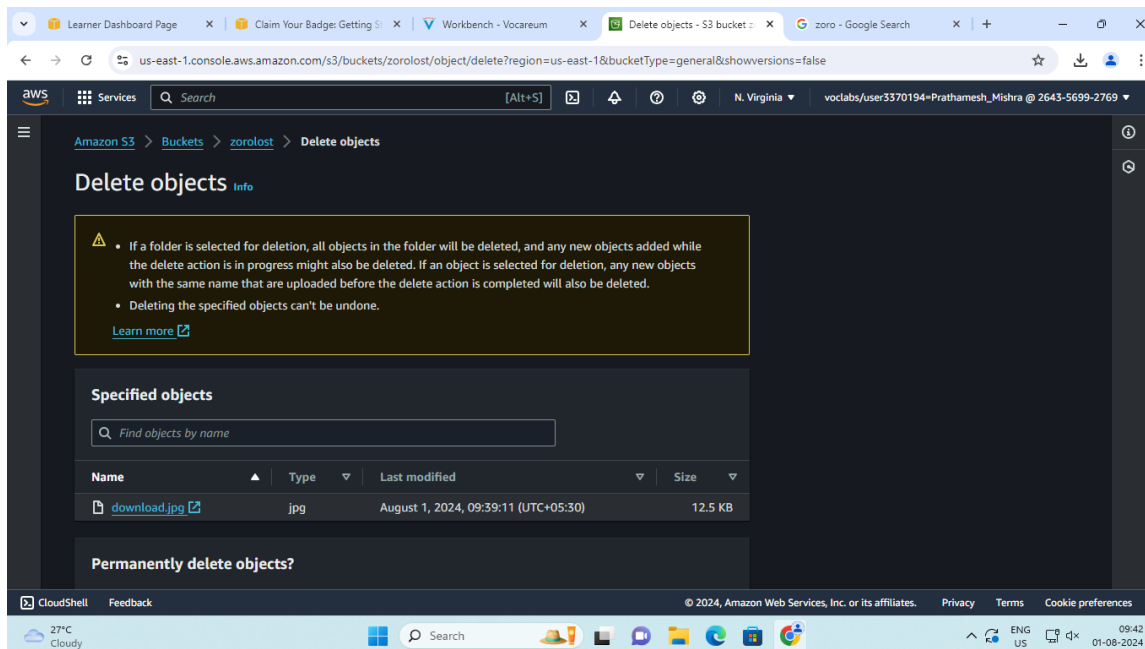 Learner Dashboard Page
Claim Your Badge: Getting S
Workbench - Vocareum
Delete objects - S3 bucket z
zoro - Google Search
us-east-1.console.aws.amazon.com/s3/buckets/zorolost/object/delete?region=us-east-1&bucketType=general&showversions=false
aws
Services
Search
[Alt+S]
N. Virginia
voclabs/user3370194=Prathamesh_Mishra @ 2643-5699-2769
Amazon S3 > Buckets > zorolost > Delete objects
Delete objects Info
• If a folder is selected for deletion, all objects in the folder will be deleted, and any new objects added while
the delete action is in progress might also be deleted. If an object is selected for deletion, any new objects
with the same name that are uploaded before the delete action is completed will also be deleted.
• Deleting the specified objects can't be undone.
Learn more
Specified objects
Find objects by name
Name Type Last modified Size
download.jpg jpg August 1, 2024, 09:39:11 (UTC+05:30) 12.5 KB
Permanently delete objects?
CloudShell Feedback © 2024, Amazon Web Services, Inc. or its affiliates. Privacy Terms Cookie preferences
27°C
Cloudy
Search
ENG
US
09:42
01-08-2024